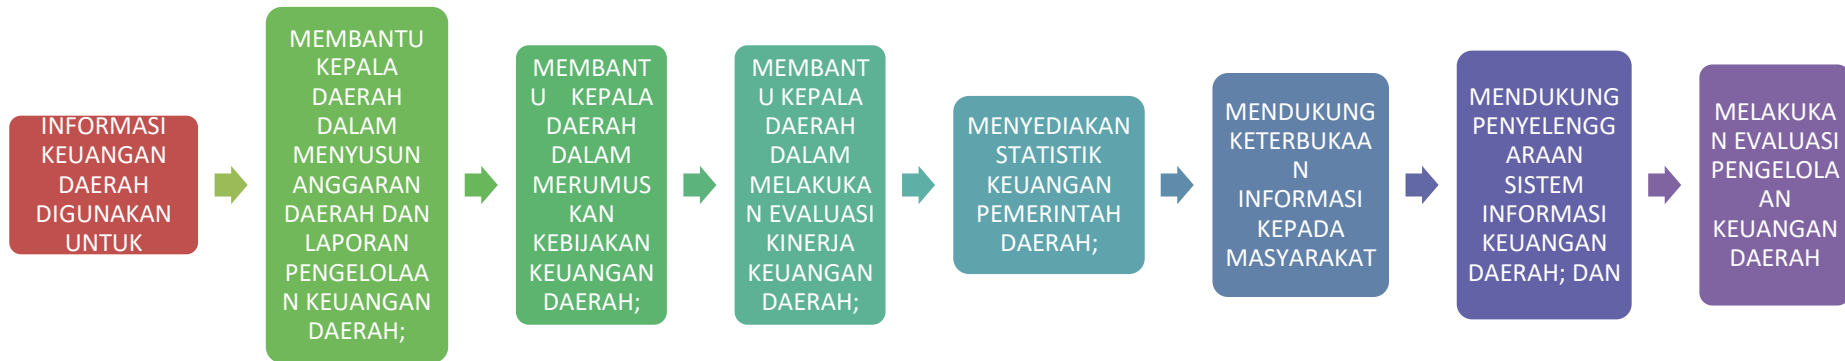 INFORMASI
KEUANGAN
DAERAH
DIGUNAKAN
UNTUK
MEMBANTU
KEPALA
DAERAH
DALAM
MENYUSUN
ANGGARAN
DAERAH DAN
LAPORAN
PENGELOLAA
N KEUANGAN
DAERAH;
MEMBANT
U KEPALA
DAERAH
DALAM
MERUMUS
KAN
KEBIJAKAN
KEUANGAN
DAERAH;
MEMBANT
U KEPALA
DAERAH
DALAM
MELAKUKA
N EVALUASI
KINERJA
KEUANGAN
DAERAH;
MENYEDIAKAN
STATISTIK
KEUANGAN
PEMERINTAH
DAERAH;
MENDUKUNG
KETERBUKAA
N
INFORMASI
KEPADA
MASYARAKAT
MENDUKUNG
PENYELENGG
ARAAN
SISTEM
INFORMASI
KEUANGAN
DAERAH; DAN
MELAKUKA
N EVALUASI
PENGELOLA
AN
KEUANGAN
DAERAH